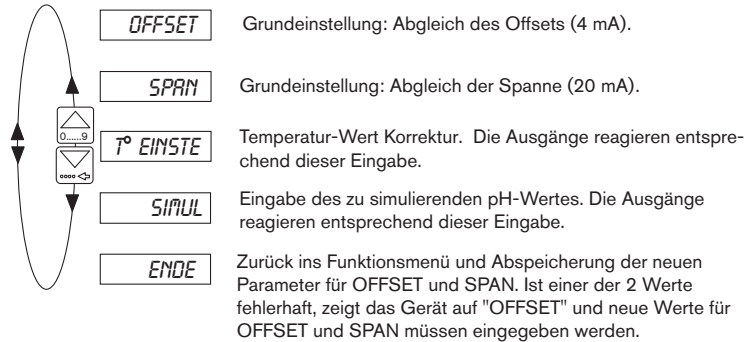 OFFSET
Grundeinstellung: Abgleich des Offsets (4 mA).
SPAN
Grundeinstellung: Abgleich der Spanne (20 mA).
0......9
T° EINSTE
Temperatur-Wert Korrektur. Die Ausgänge reagieren entspre-
chend dieser Eingabe.
SIMUL
Eingabe des zu simulierenden pH-Wertes. Die Ausgänge
reagieren entsprechend dieser Eingabe.
ENDE
Zurück ins Funktionsmenü und Abspeicherung der neuen
Parameter für OFFSET und SPAN. Ist einer der 2 Werte
fehlerhaft, zeigt das Gerät auf "OFFSET" und neue Werte für
OFFSET und SPAN müssen eingegeben werden.